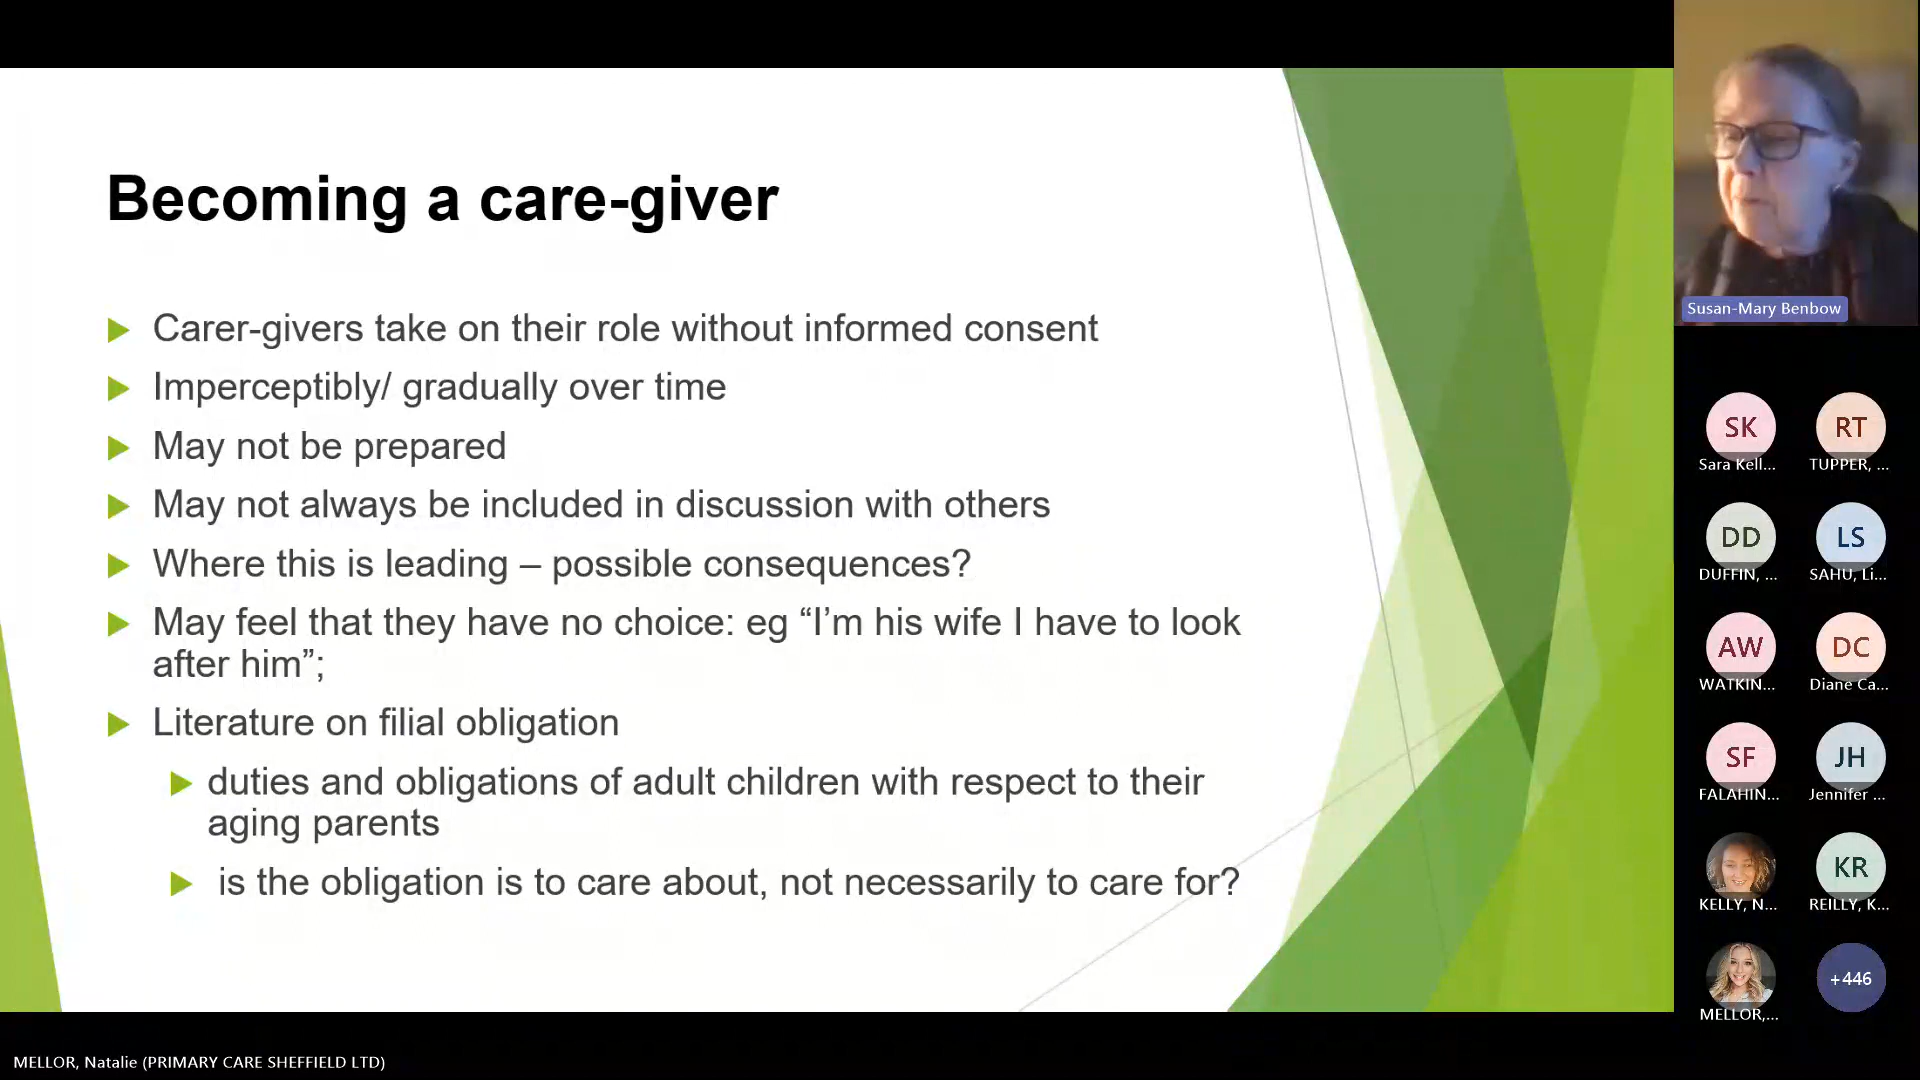 Becoming a care-giver
Carer-givers take on their role without informed consent
Imperceptibly/ gradually over time
May not be prepared
May not always be included in discussion with others
Where this is leading – possible consequences?
May feel that they have no choice: eg “I’m his wife I have to look
after him”;
Literature on filial obligation
duties and obligations of adult children with respect to their
aging parents
is the obligation is to care about, not necessarily to care for?
Susan-Mary Benbow
SK
RT
Sara Kell...
TUPPER, ...
DD
LS
DUFFIN, ...
SAHU, Li...
AW
DC
WATKIN...
Diane Ca...
SF
JH
FALAHIN...
Jennifer ...
KR
KELLY, N...
REILLY, K...
+446
MELLOR,...
MELLOR, Natalie (PRIMARY CARE SHEFFIELD LTD)